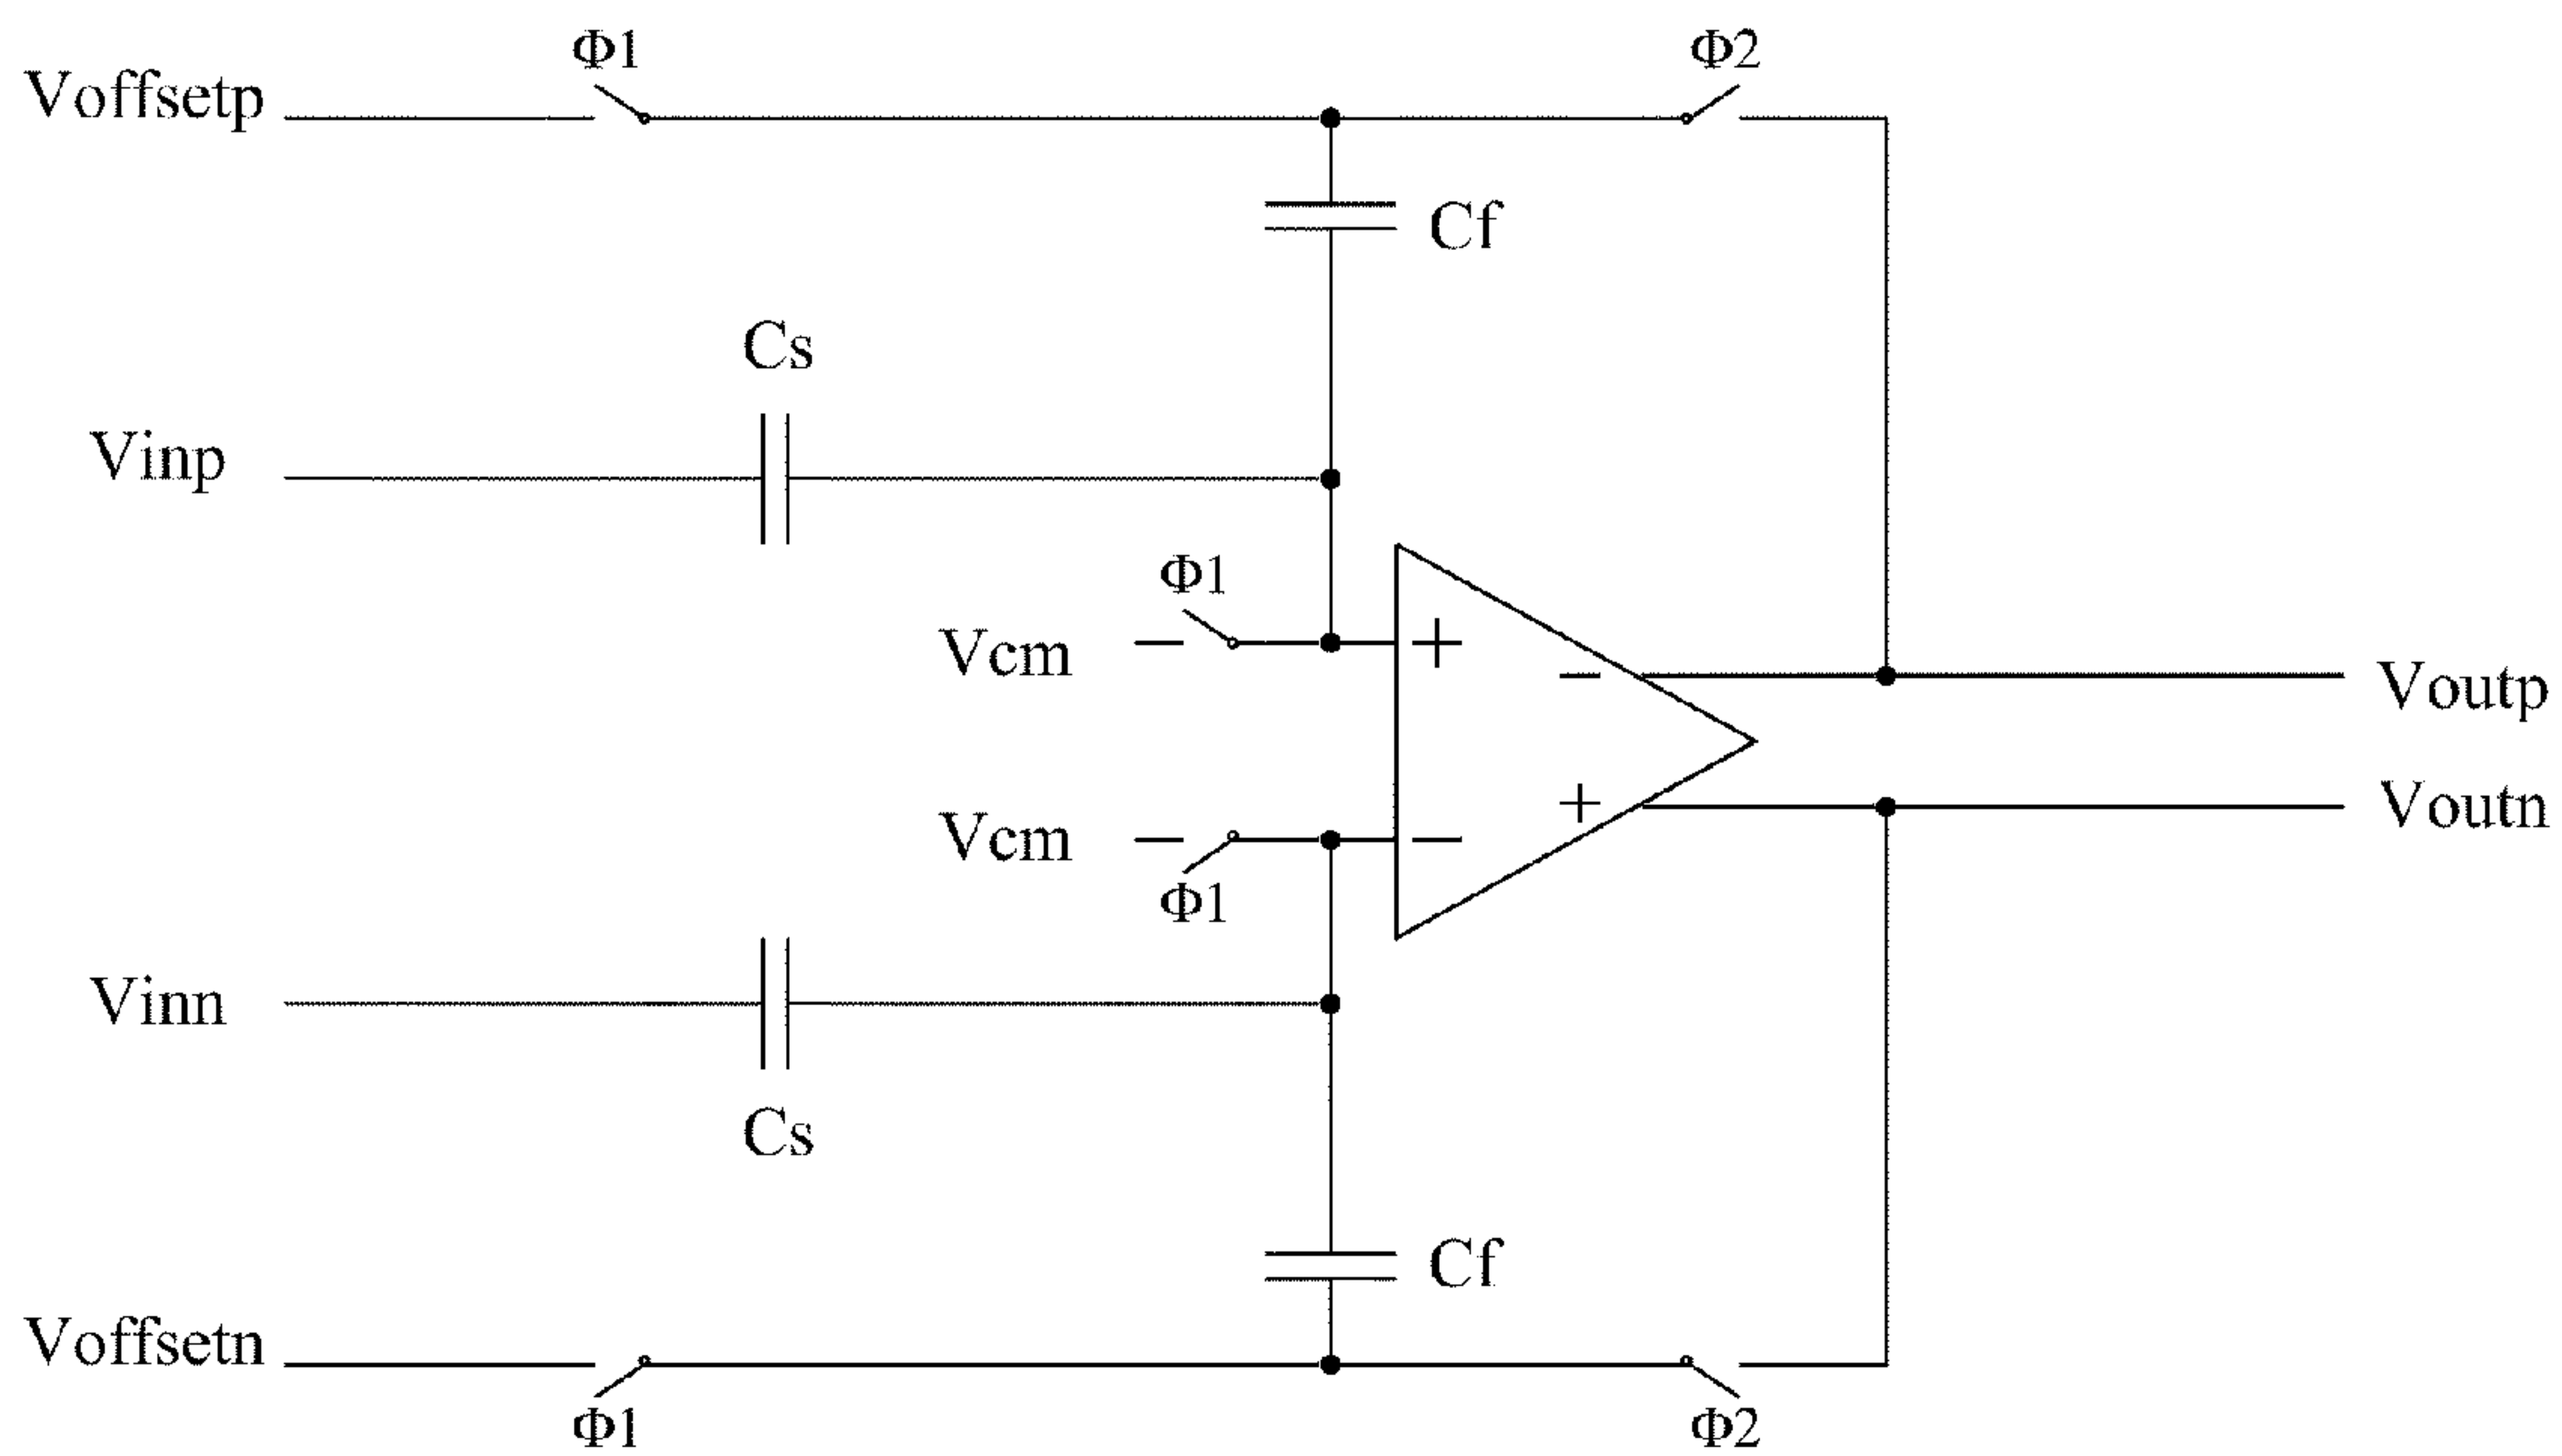 Φ1
Φ2
Voffsetp
Cf
Cs
Vinp
Φ1
Vcm
+
−
Voutp
Vcm
−
+
Voutn
Φ1
Vinn
Cs
Cf
Voffsetn
Φ1
Φ2